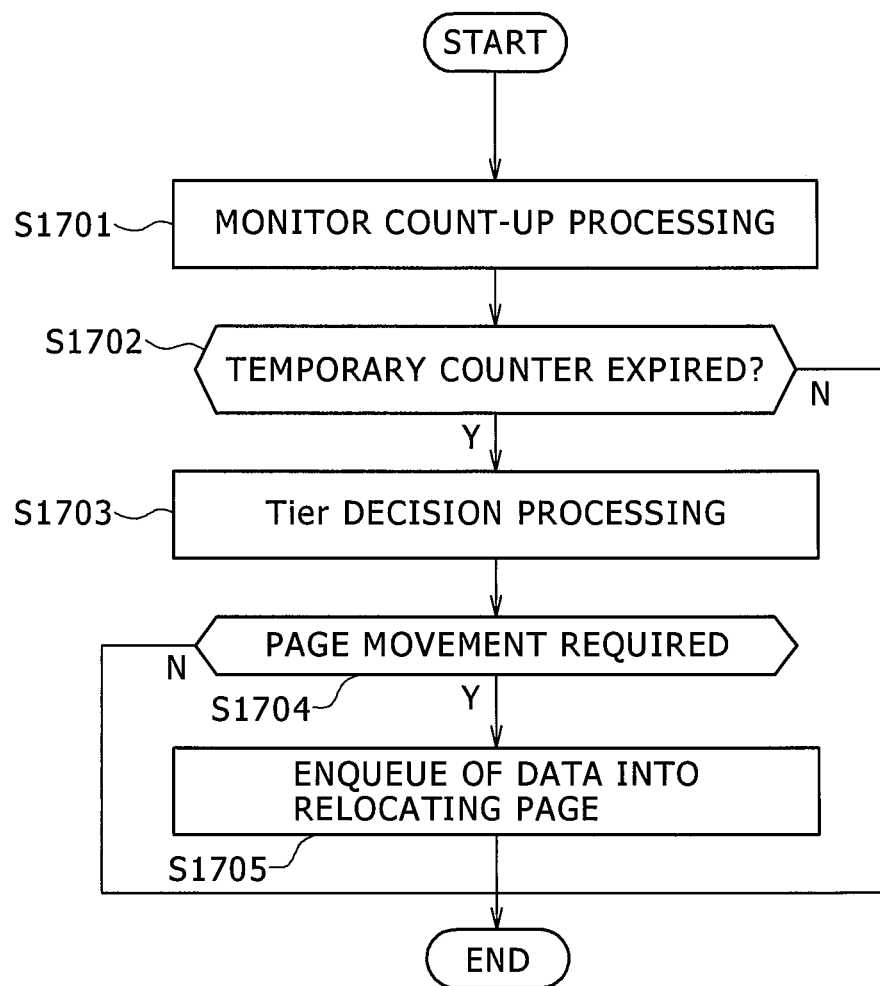 START
S1701
MONITOR COUNT-UP PROCESSING
S1702
TEMPORARY COUNTER EXPIRED?
N
Y
S1703
Tier DECISION PROCESSING
PAGE MOVEMENT REQUIRED
N
S1704
Y
ENQUEUE OF DATA INTO
RELOCATING PAGE
S1705
END